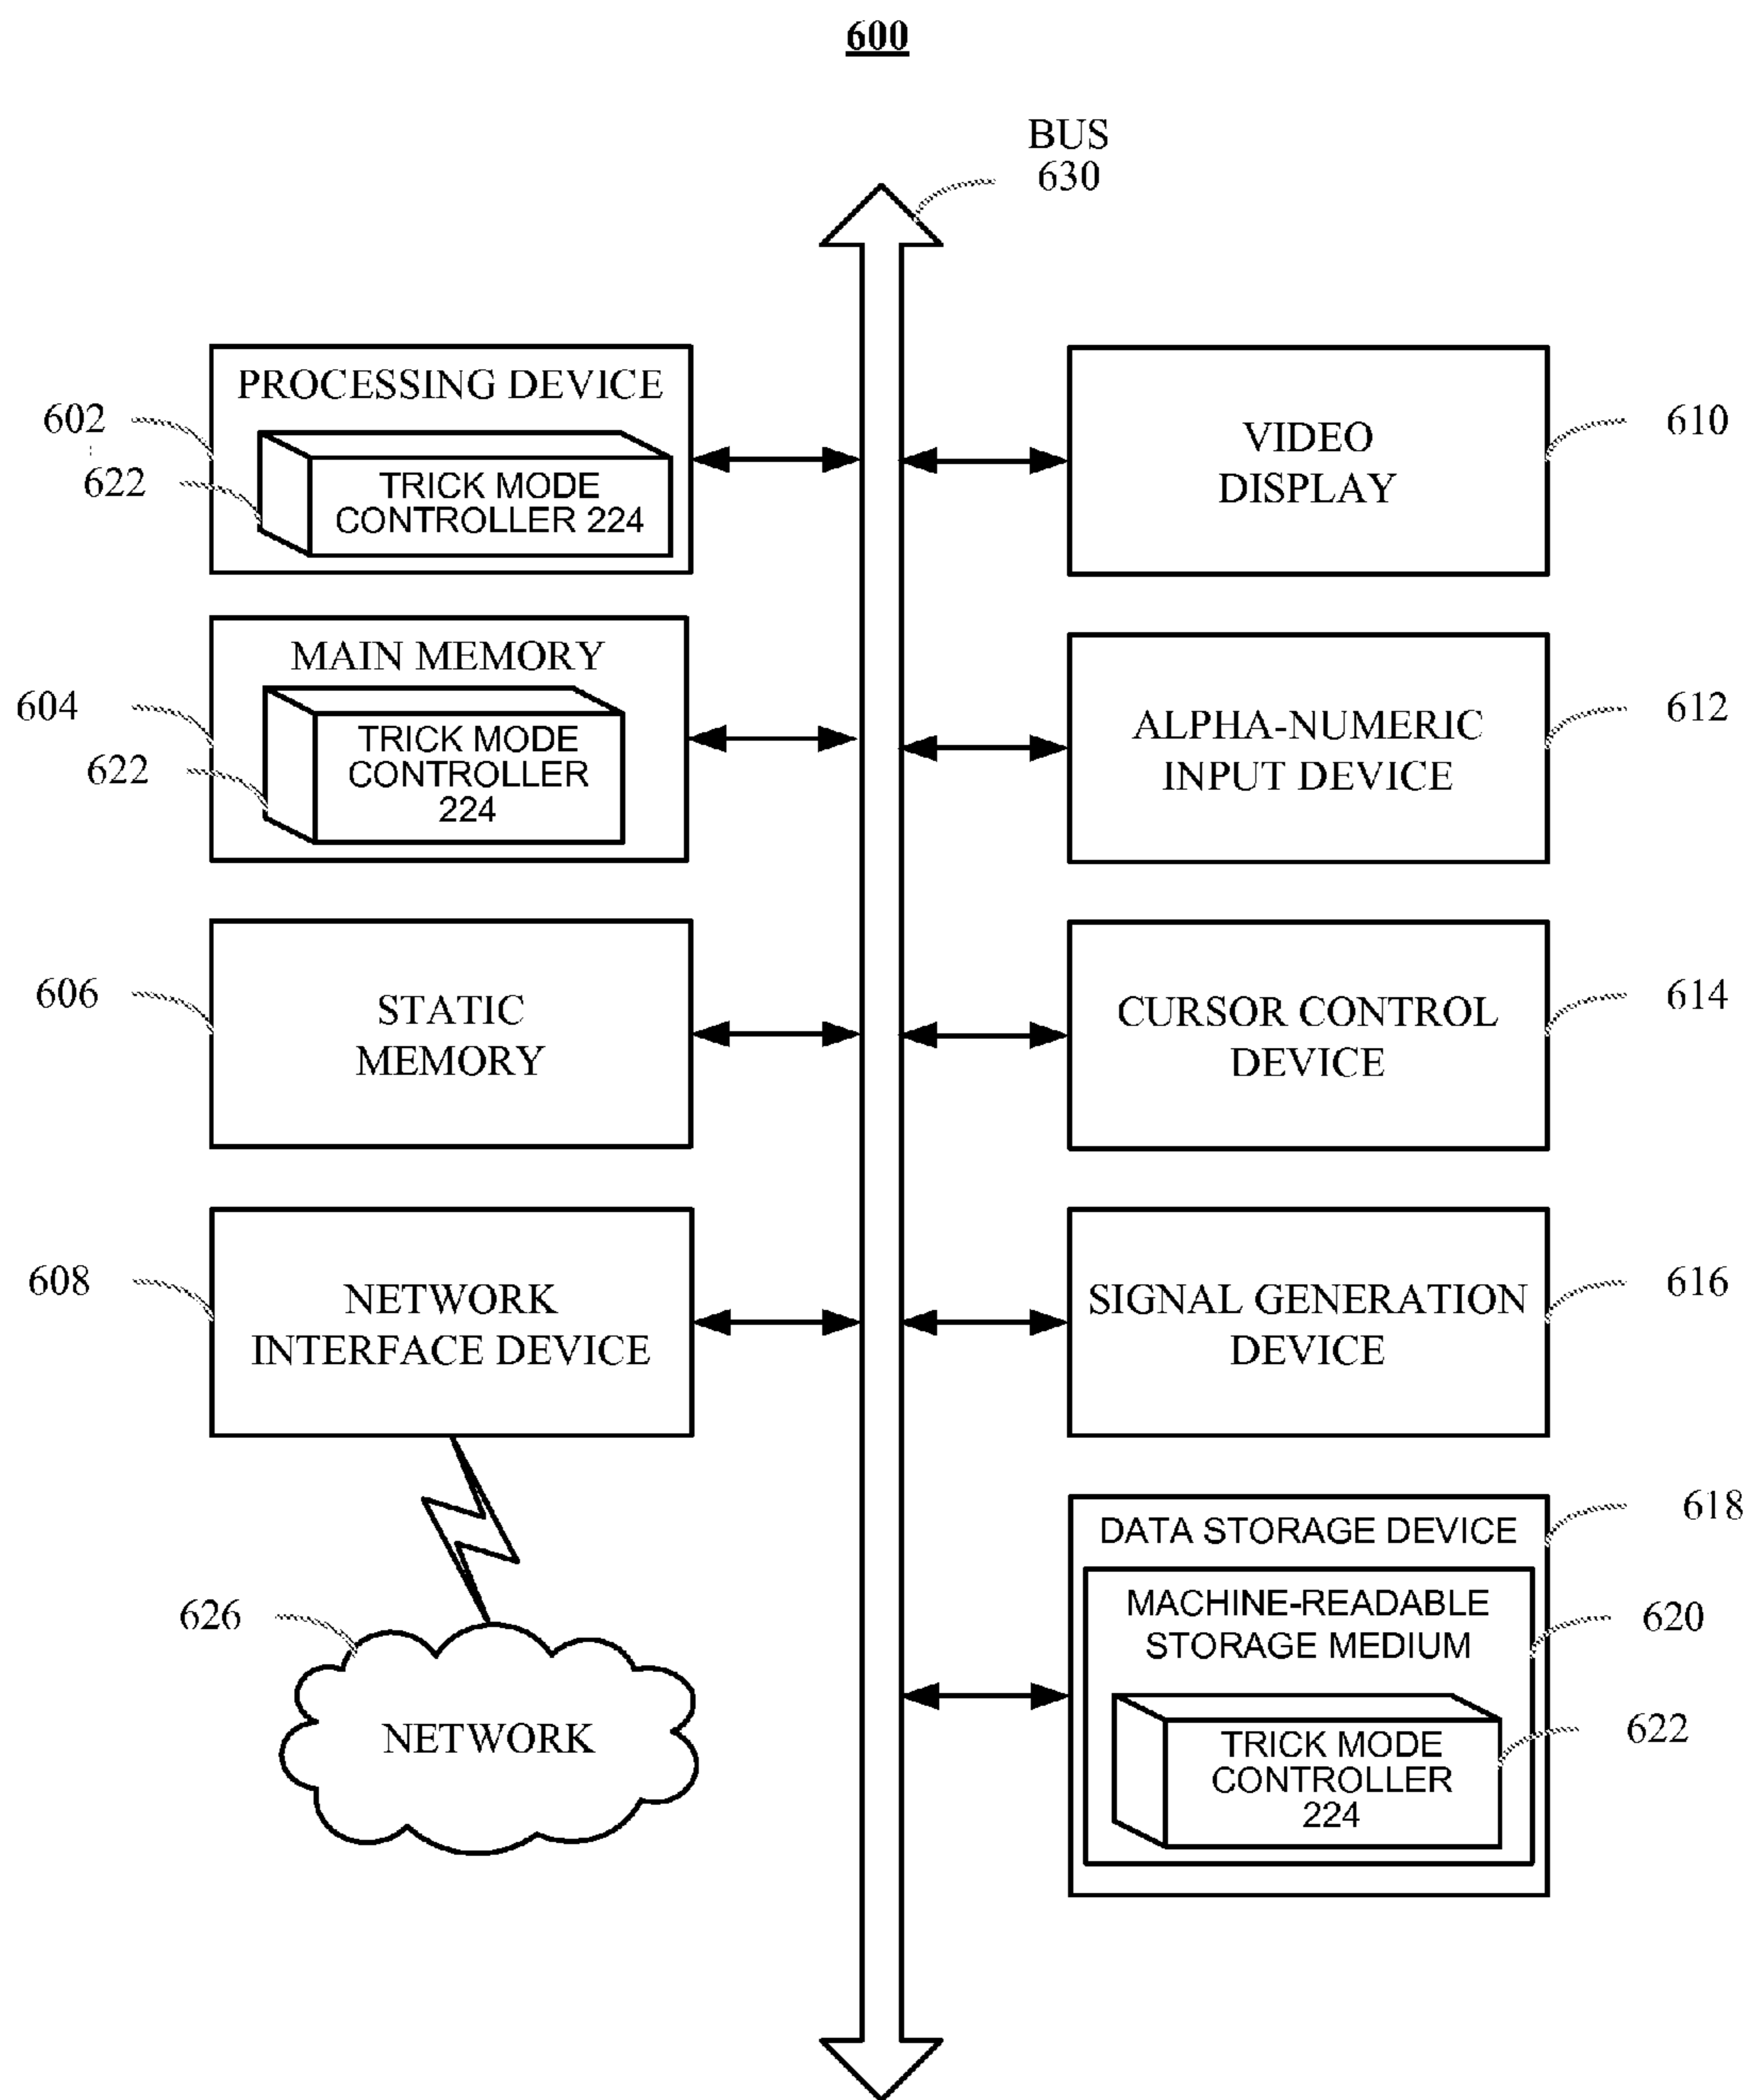 600
BUS
630
PROCESSING DEVICE
602
622
TRICK MODE
CONTROLLER 224
VIDEO
DISPLAY
610
MAIN MEMORY
604
622
TRICK MODE
CONTROLLER
224
ALPHA-NUMERIC
INPUT DEVICE
612
606
STATIC
MEMORY
CURSOR CONTROL
DEVICE
614
608
NETWORK
INTERFACE DEVICE
SIGNAL GENERATION
DEVICE
616
626
NETWORK
DATA STORAGE DEVICE
618
MACHINE-READABLE
STORAGE MEDIUM
620
TRICK MODE
CONTROLLER
224
622